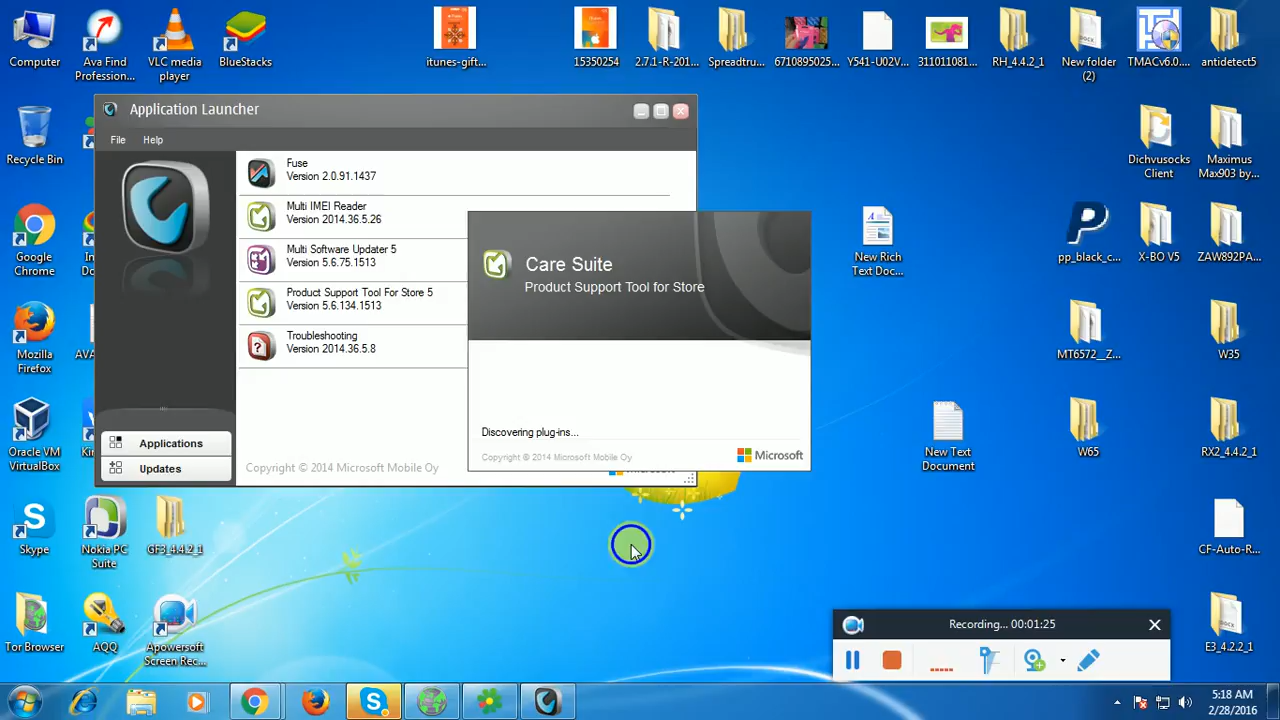 Computer
Ava Find
Profession...
VLC media
player
BlueStacks
itunes-gift...
15350254
2.7.1-R-201...
Spreadtru...
6710895025...
Y541-U02V...
311011081...
RH_4.4.2_1
New folder
(2)
TMACv6.0....
antidetect5
Application Launcher
File
Help
Fuse
Version 2.0.91.1437
Multi IMEI Reader
Version 2014.36.5.26
Multi Software Updater 5
Version 5.6.75.1513
Product Support Tool For Store 5
Version 5.6.134.1513
Troubleshooting
Version 2014.36.5.8
Applications
Updates
Copyright © 2014 Microsoft Mobile Oy
Care Suite
Product Support Tool for Store
Discovering plug-ins...
Copyright © 2014 Microsoft Mobile Oy
Microsoft
Recycle Bin
Dichvusocks
Client
Maximus
Max903 by...
Google
Chrome
New Rich
Text Doc...
pp_black_c...
X-BO V5
ZAW892PA...
Mozilla
Firefox
MT6572__Z...
W35
Oracle VM
VirtualBox
New Text
Document
W65
RX2_4.4.2_1
Skype
Nokia PC
Suite
GF3_4.4.2_1
CF-Auto-R...
Tor Browser
AQQ
Apowersoft
Screen Rec...
E3_4.2.2_1
Recording... 00:01:25
5:18 AM
2/28/2016